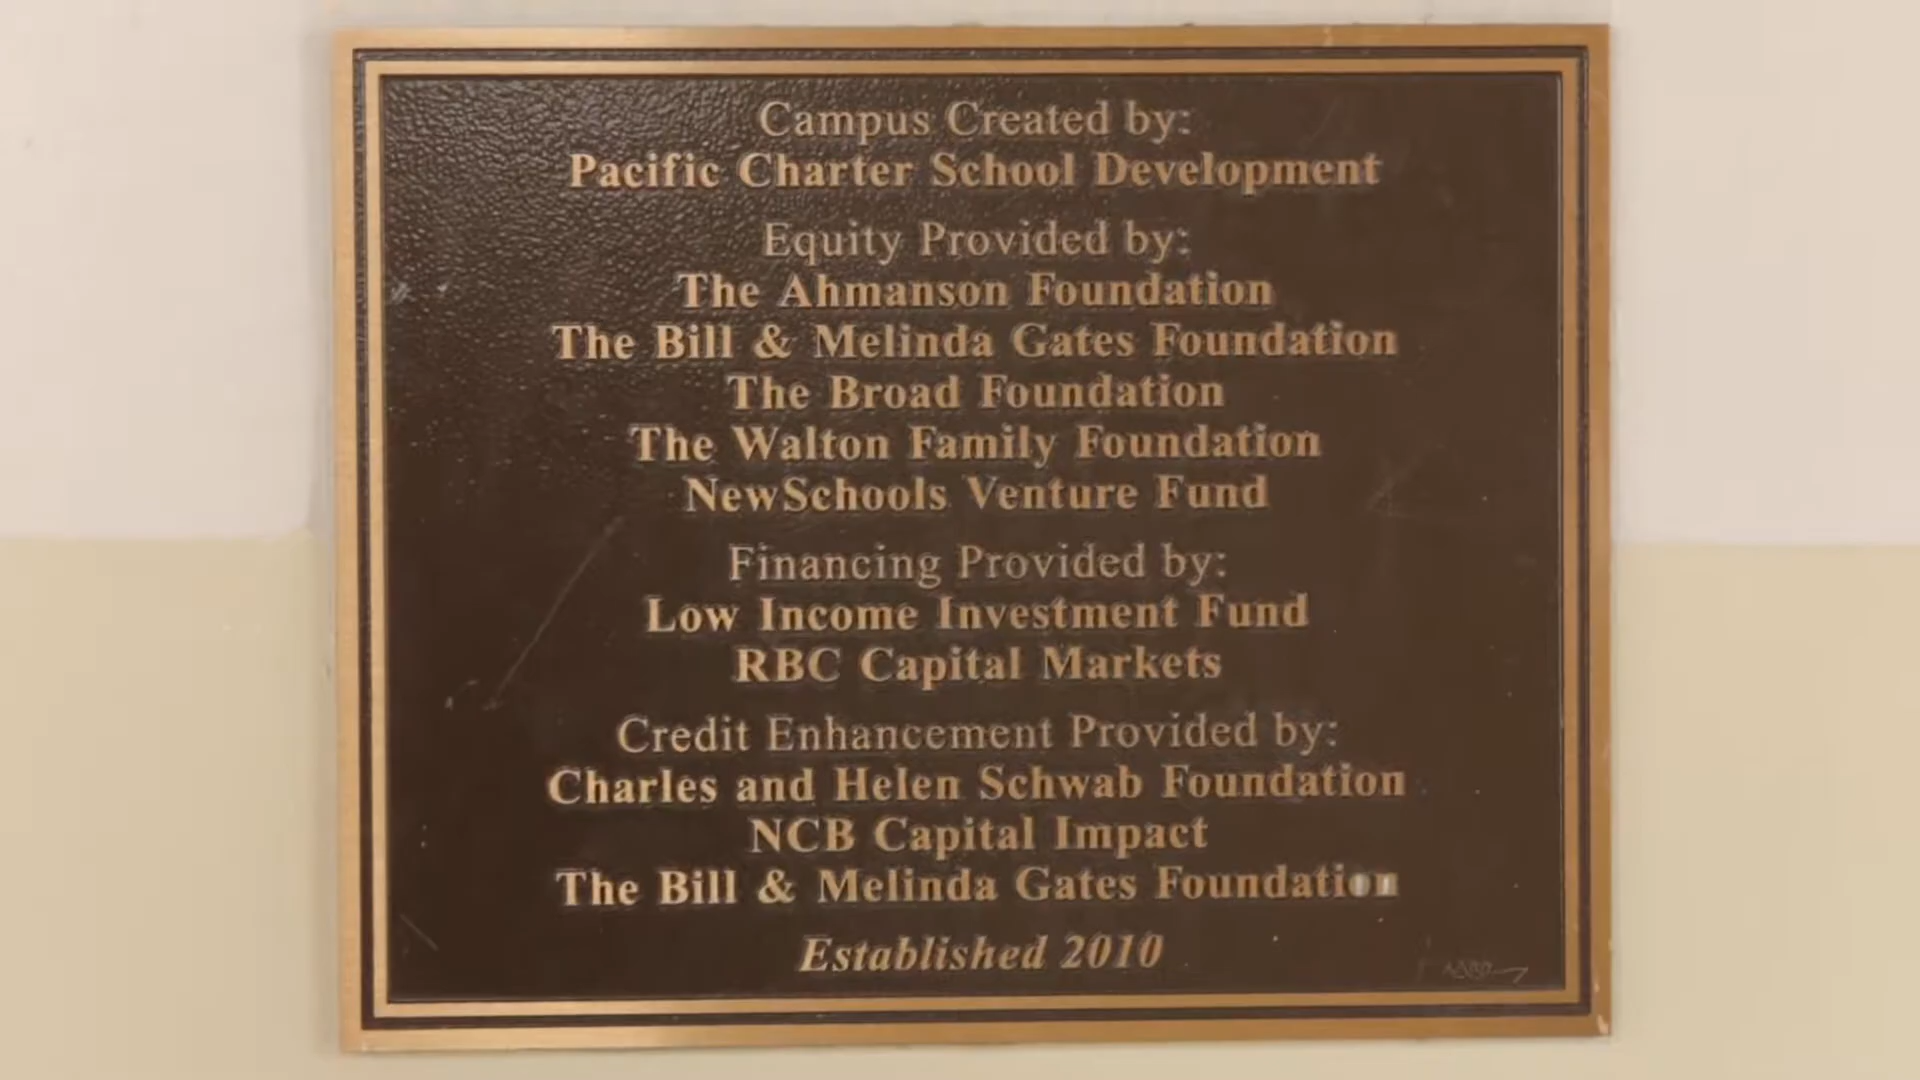 Campus Created by:
Pacific Charter School Development
Equity Provided by:
The Ahmanson Foundation
The Bill & Melinda Gates Foundation
The Broad Foundation
The Walton Family Foundation
NewSchools Venture Fund
Financing Provided by:
Low Income Investment Fund
RBC Capital Markets
Credit Enhancement Provided by:
Charles and Helen Schwab Foundation
NCB Capital Impact
The Bill & Melinda Gates Foundation
Established 2010